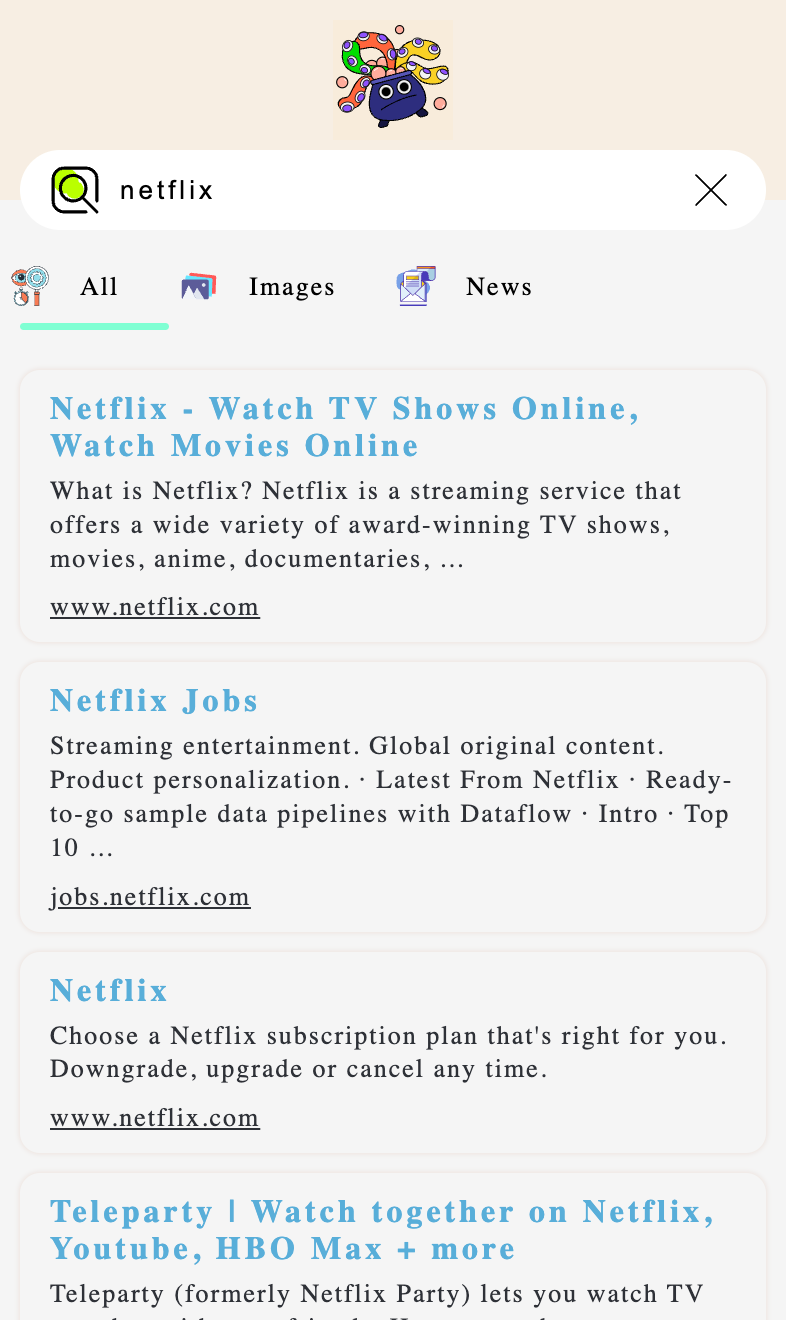 netflix
All Images News
Netflix - Watch TV Shows Online,
Watch Movies Online
What is Netflix? Netflix is a streaming service that
offers a wide variety of award-winning TV shows,
movies, anime, documentaries, ...
www.netflix.com
Netflix Jobs
Streaming entertainment. Global original content.
Product personalization. · Latest From Netflix · Ready-
to-go sample data pipelines with Dataflow · Intro · Top
10 ...
jobs.netflix.com
Netflix
Choose a Netflix subscription plan that's right for you.
Downgrade, upgrade or cancel any time.
www.netflix.com
Teleparty | Watch together on Netflix,
Youtube, HBO Max + more
Teleparty (formerly Netflix Party) lets you watch TV